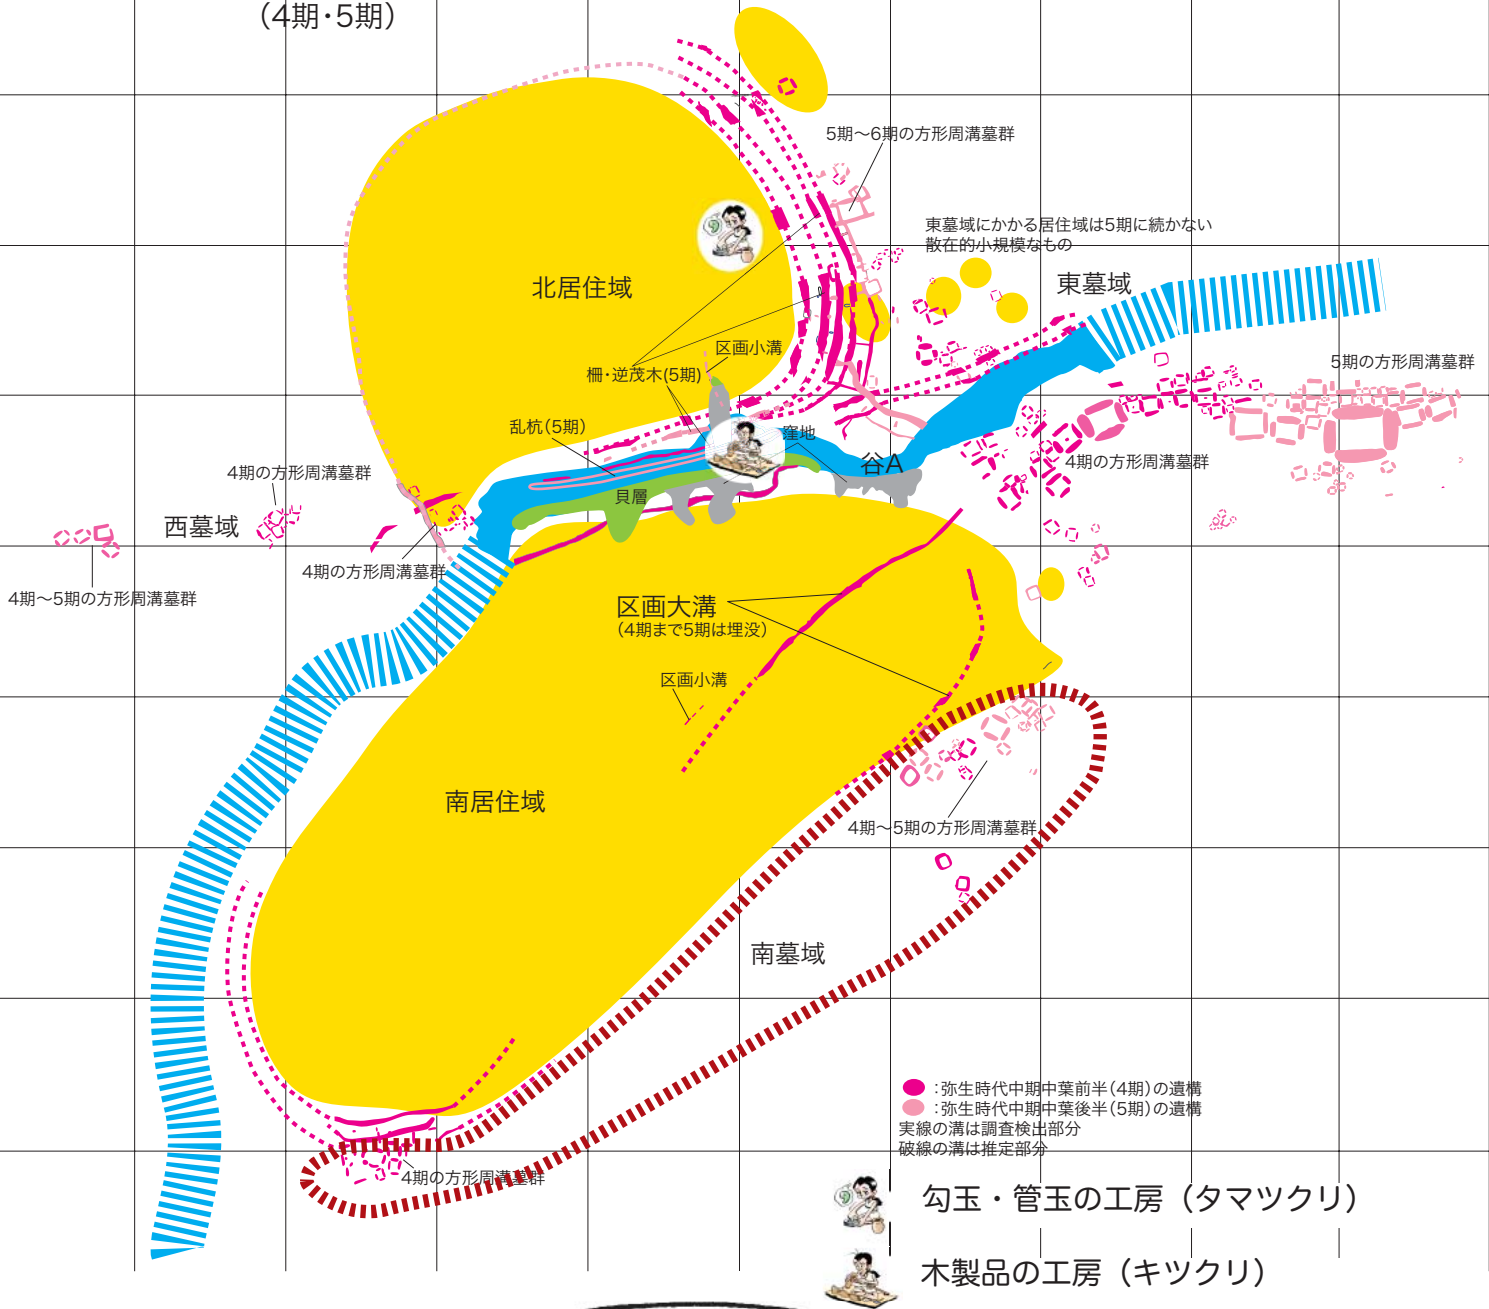 （4期・5期）
5期～6期の方形周溝墓群
東墓域にかかる居住域は5期に続かない
散在的小規模なもの
東墓域
北居住域
区画小溝
柵・逆茂木(5期)
5期の方形周溝墓群
乱杭（5期）
窪地
谷A
4期の方形周溝墓群
4期の方形周溝墓群
貝層
西墓域
4期の方形周溝墓群
4期～5期の方形周溝墓群
区画大溝
（4期まで5期は埋没）
区画小溝
南居住域
4期～5期の方形周溝墓群
南墓域
：弥生時代中期中葉前半（4期）の遺構
：弥生時代中期中葉後半（5期）の遺構
実線の溝は調査検出部分
破線の溝は推定部分
4期の方形周溝墓群
勾玉・管玉の工房（タマツクリ）
木製品の工房（キツクリ）